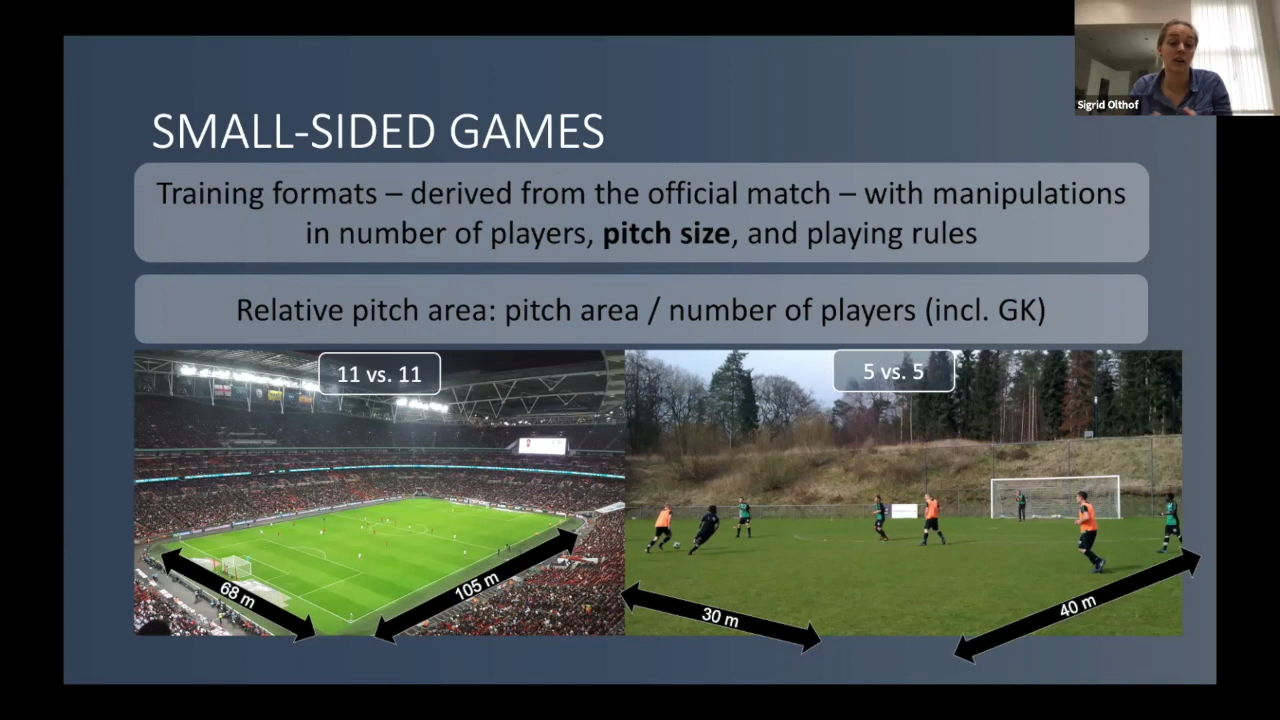 Sigrid Olthof
SMALL-SIDED GAMES
Training formats – derived from the official match – with manipulations
in number of players, pitch size, and playing rules
Relative pitch area: pitch area / number of players (incl. GK)
11 vs. 11
5 vs. 5
68 m
105 m
30 m
40 m